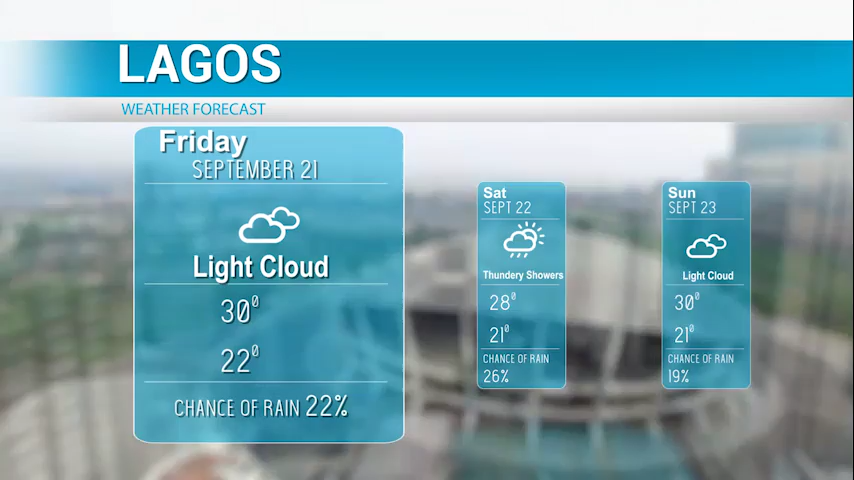 LAGOS
WEATHER FORECAST
Friday
SEPTEMBER 21
Light Cloud
30⁰
22⁰
CHANCE OF RAIN 22%
Sat
SEPT 22
Thundery Showers
28⁰
21⁰
CHANCE OF RAIN
26%
Sun
SEPT 23
Light Cloud
30⁰
21⁰
CHANCE OF RAIN
19%